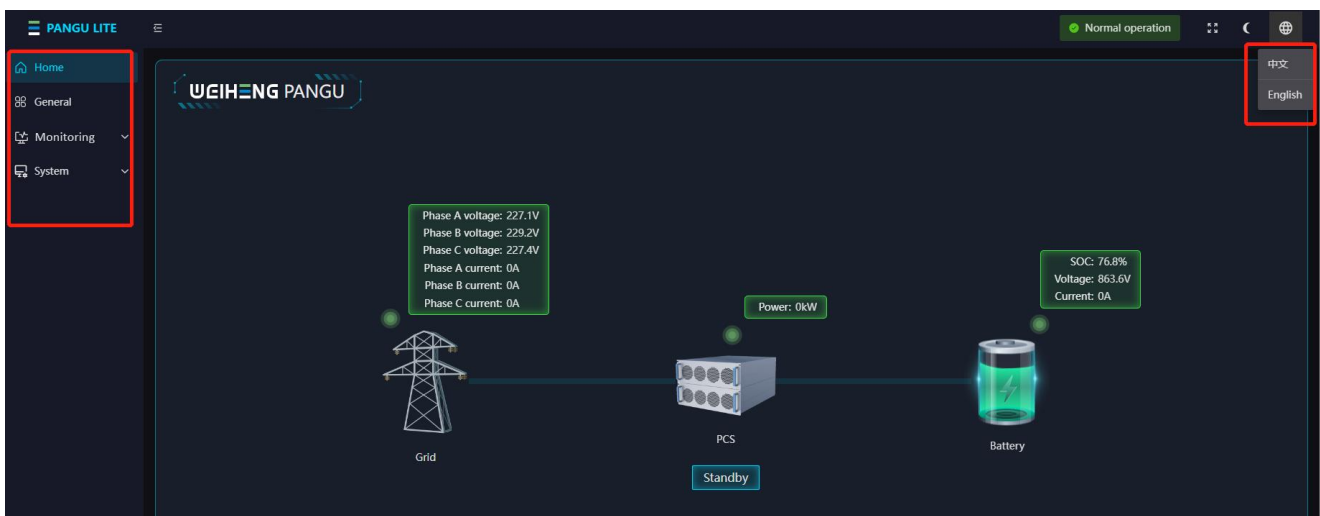 PANGU LITE
Normal operation
Home
General
Monitoring
System
中文
English
WEIHENG PANGU
Phase A voltage: 227.1V
Phase B voltage: 229.2V
Phase C voltage: 227.4V
Phase A current: 0A
Phase B current: 0A
Phase C current: 0A
Power: 0kW
SOC: 76.8%
Voltage: 863.6V
Current: 0A
Grid
PCS
Battery
Standby